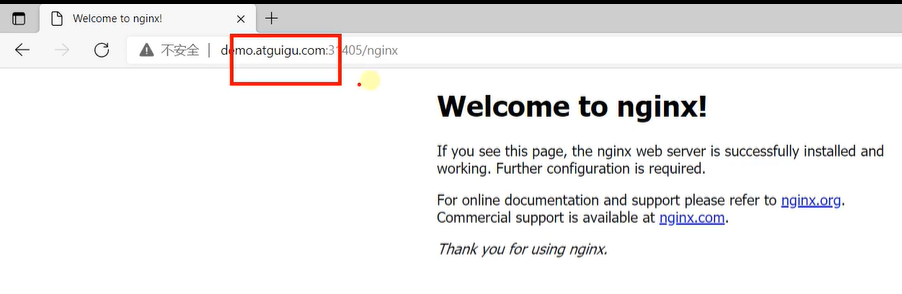 Welcome to nginx!
不安全 | demo.atguigu.com:31405/nginx
Welcome to nginx!
If you see this page, the nginx web server is successfully installed and
working. Further configuration is required.
For online documentation and support please refer to nginx.org.
Commercial support is available at nginx.com.
Thank you for using nginx.